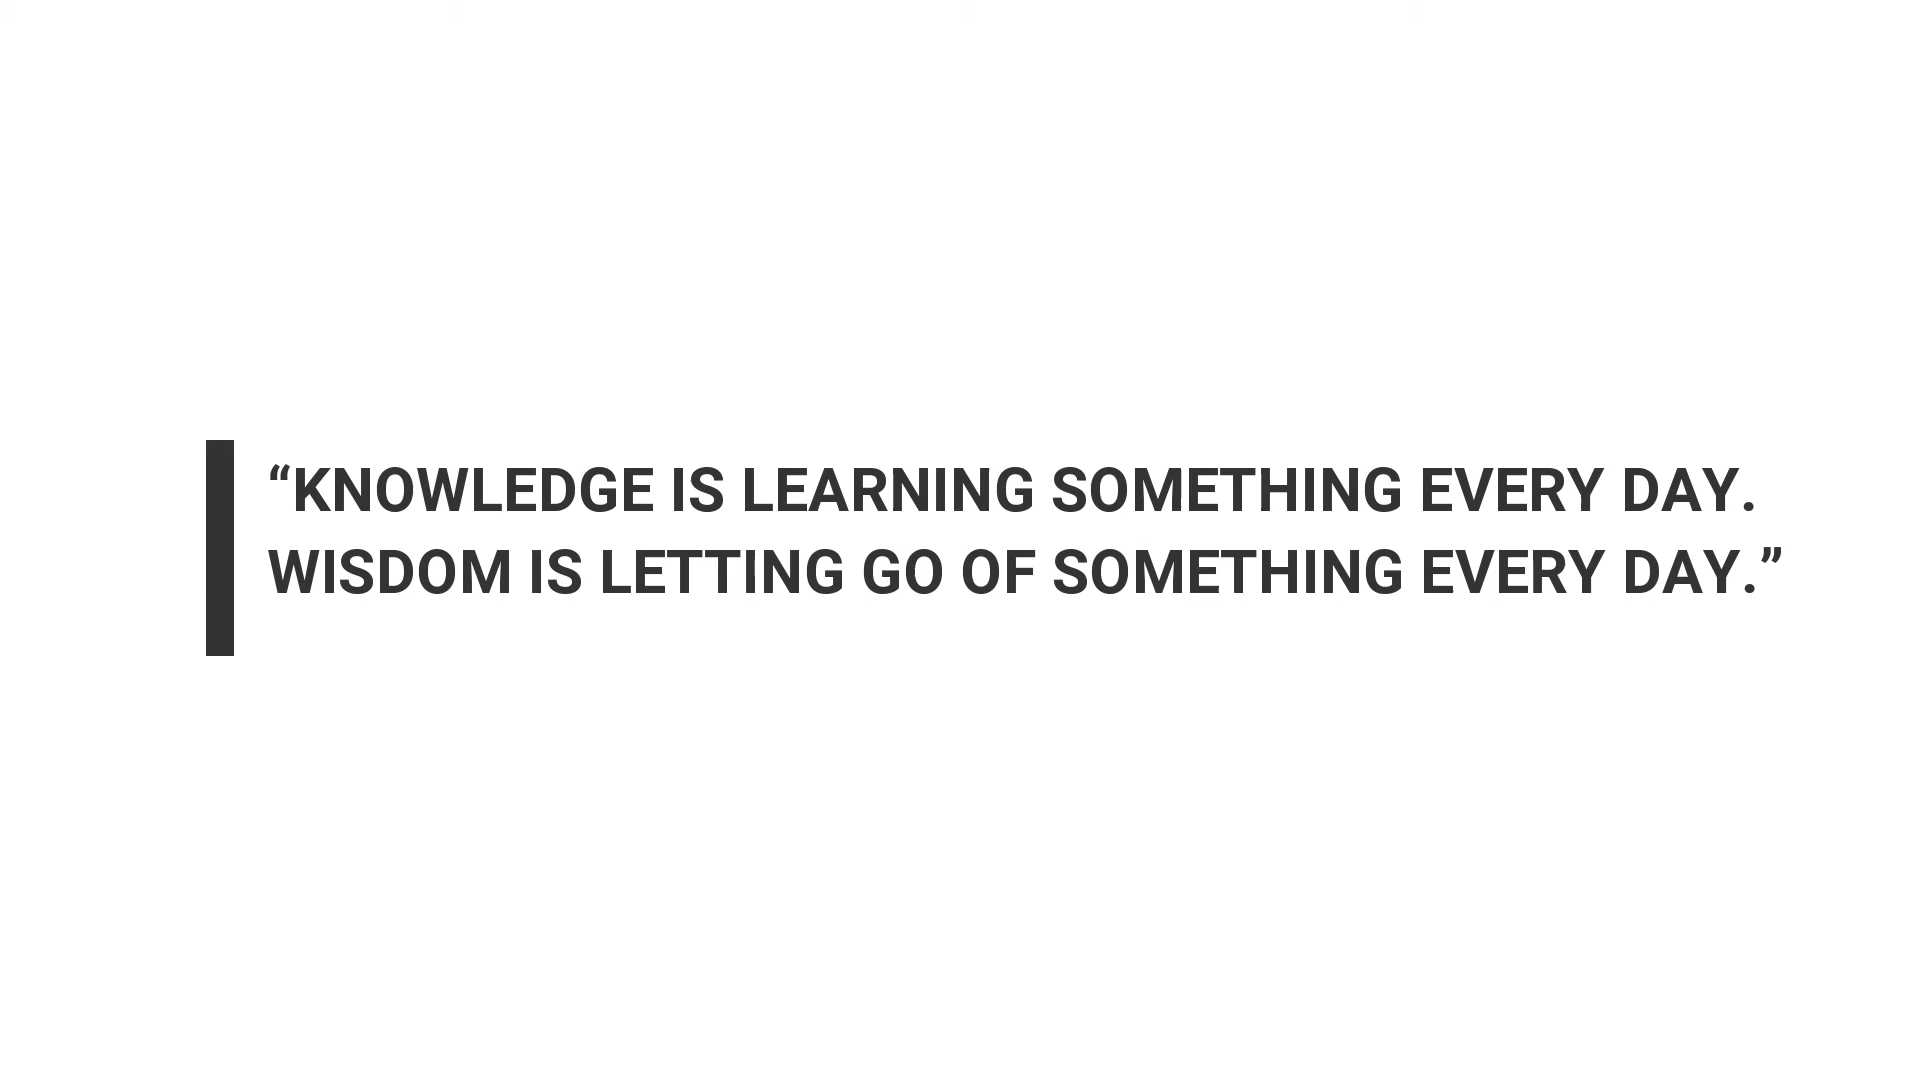 “KNOWLEDGE IS LEARNING SOMETHING EVERY DAY.
WISDOM IS LETTING GO OF SOMETHING EVERY DAY.”